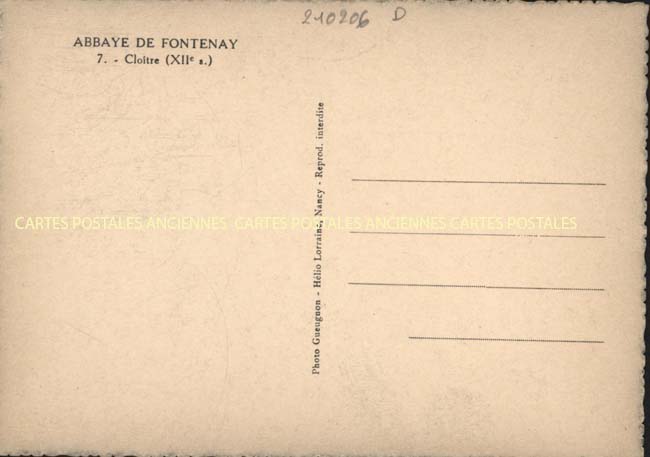 210206 D
ABBAYE DE FONTENAY
7. - Cloître (XIIe s.)
Photo Gueugnon - Hélio Lorraine, Nancy - Reprod. interdite
CARTES POSTALES ANCIENNES CARTES POSTALES ANCIENNES CARTES POSTALES